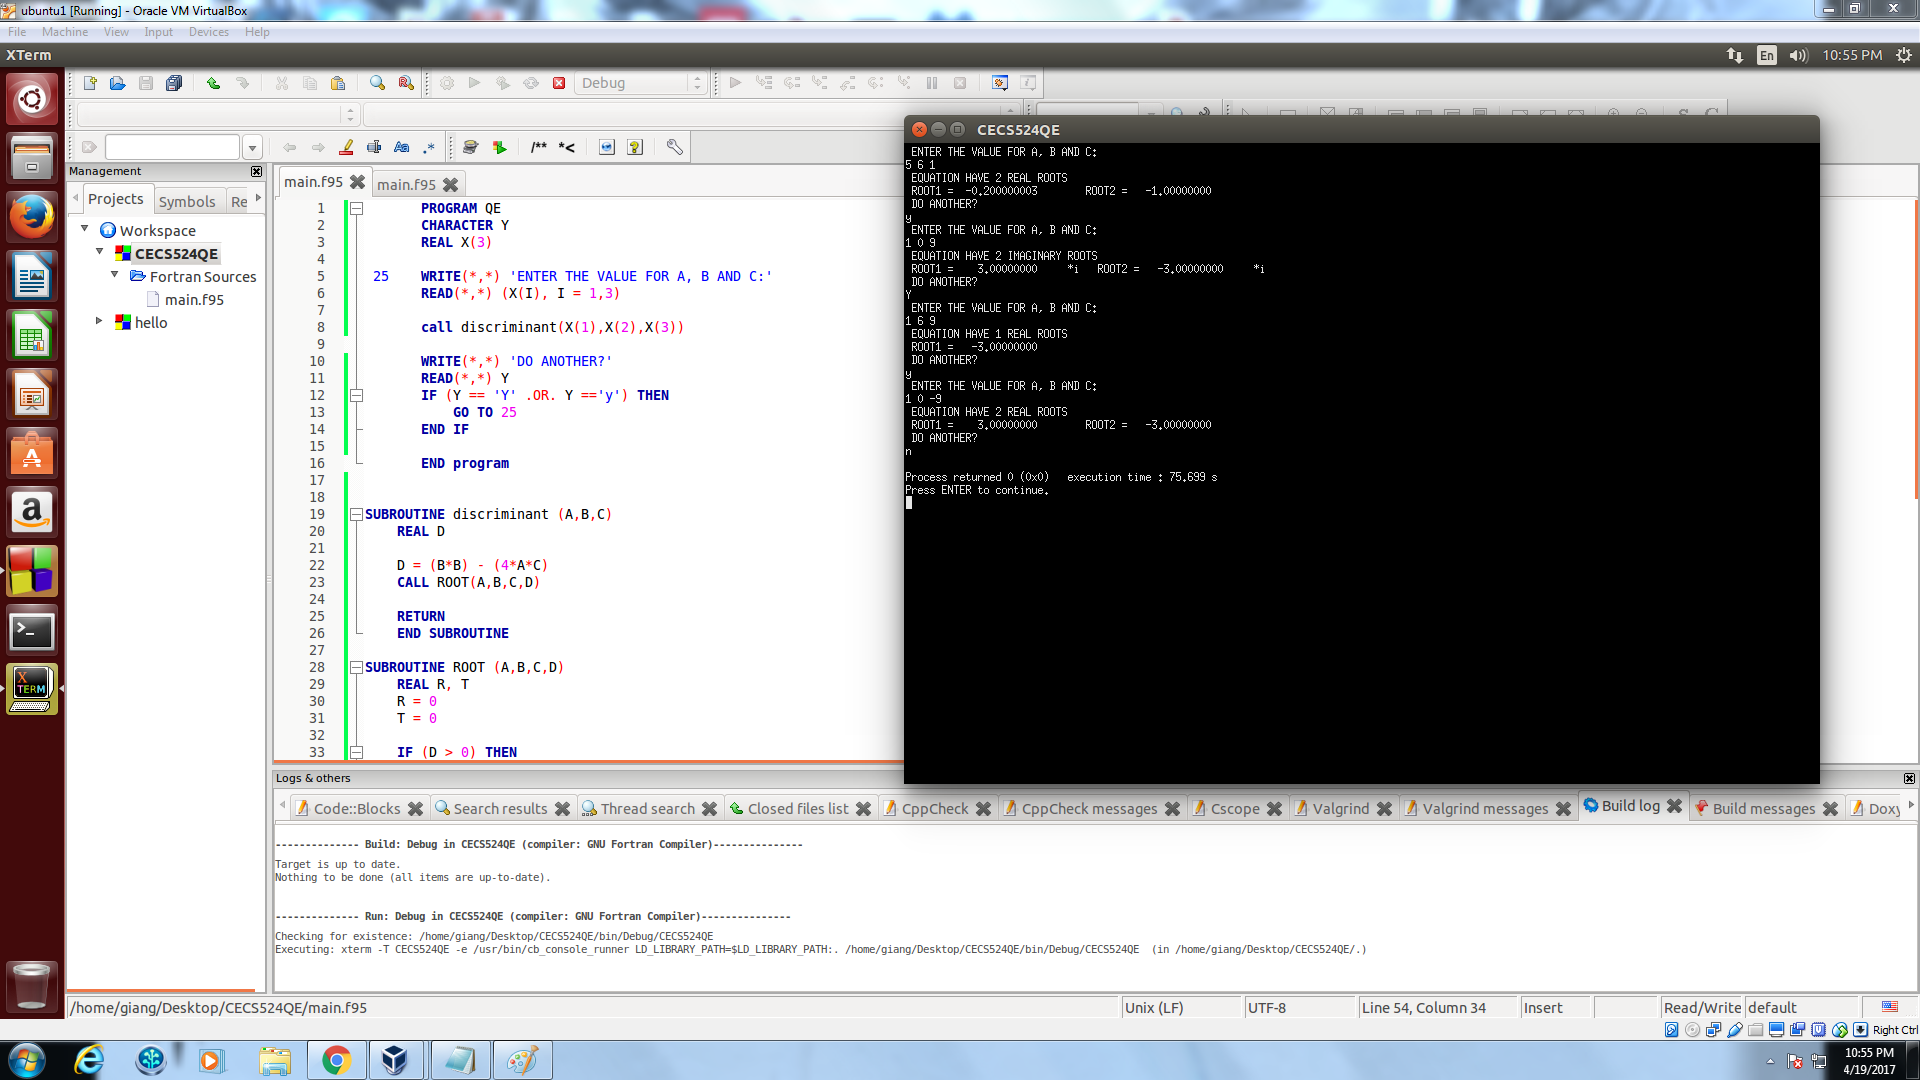 ubuntu1 [Running] - Oracle VM VirtualBox
File Machine View Input Devices Help
XTerm
En
10:55 PM
Debug
/** *<
Aa .*
Management
Projects Symbols Re
Workspace
CECS524QE
Fortran Sources
main.f95
hello
main.f95 main.f95
1 PROGRAM QE
2 CHARACTER Y
3 REAL X(3)
4
5 25 WRITE(*,*) 'ENTER THE VALUE FOR A, B AND C:'
6 READ(*,*) (X(I), I = 1,3)
7
8 call discriminant(X(1),X(2),X(3))
9
10 WRITE(*,*) 'DO ANOTHER?'
11 READ(*,*) Y
12 IF (Y == 'Y' .OR. Y =='y') THEN
13 GO TO 25
14 END IF
15
16 END program
17
18
19 SUBROUTINE discriminant (A,B,C)
20 REAL D
21
22 D = (B*B) - (4*A*C)
23 CALL ROOT(A,B,C,D)
24
25 RETURN
26 END SUBROUTINE
27
28 SUBROUTINE ROOT (A,B,C,D)
29 REAL R, T
30 R = 0
31 T = 0
32
33 IF (D > 0) THEN
CECS524QE
ENTER THE VALUE FOR A, B AND C:
5 6 1
EQUATION HAVE 2 REAL ROOTS
ROOT1 = -0.200000003 ROOT2 = -1.00000000
DO ANOTHER?
y
ENTER THE VALUE FOR A, B AND C:
1 0 9
EQUATION HAVE 2 IMAGINARY ROOTS
ROOT1 = 3.00000000 *i ROOT2 = -3.00000000 *i
DO ANOTHER?
Y
ENTER THE VALUE FOR A, B AND C:
1 6 9
EQUATION HAVE 1 REAL ROOTS
ROOT1 = -3.00000000
DO ANOTHER?
y
ENTER THE VALUE FOR A, B AND C:
1 0 -9
EQUATION HAVE 2 REAL ROOTS
ROOT1 = 3.00000000 ROOT2 = -3.00000000
DO ANOTHER?
n
Process returned 0 (0x0) execution time : 75.699 s
Press ENTER to continue.
X TERM
Logs & others
Code::Blocks Search results Thread search Closed files list CppCheck CppCheck messages Cscope Valgrind Valgrind messages Build log Build messages Doxy
-------------- Build: Debug in CECS524QE (compiler: GNU Fortran Compiler)---------------
Target is up to date.
Nothing to be done (all items are up-to-date).
-------------- Run: Debug in CECS524QE (compiler: GNU Fortran Compiler)---------------
Checking for existence: /home/giang/Desktop/CECS524QE/bin/Debug/CECS524QE
Executing: xterm -T CECS524QE -e /usr/bin/cb_console_runner LD_LIBRARY_PATH=$LD_LIBRARY_PATH:. /home/giang/Desktop/CECS524QE/bin/Debug/CECS524QE (in /home/giang/Desktop/CECS524QE/.)
/home/giang/Desktop/CECS524QE/main.f95 Unix (LF) UTF-8 Line 54, Column 34 Insert Read/Write default
Right Ctrl
10:55 PM
4/19/2017